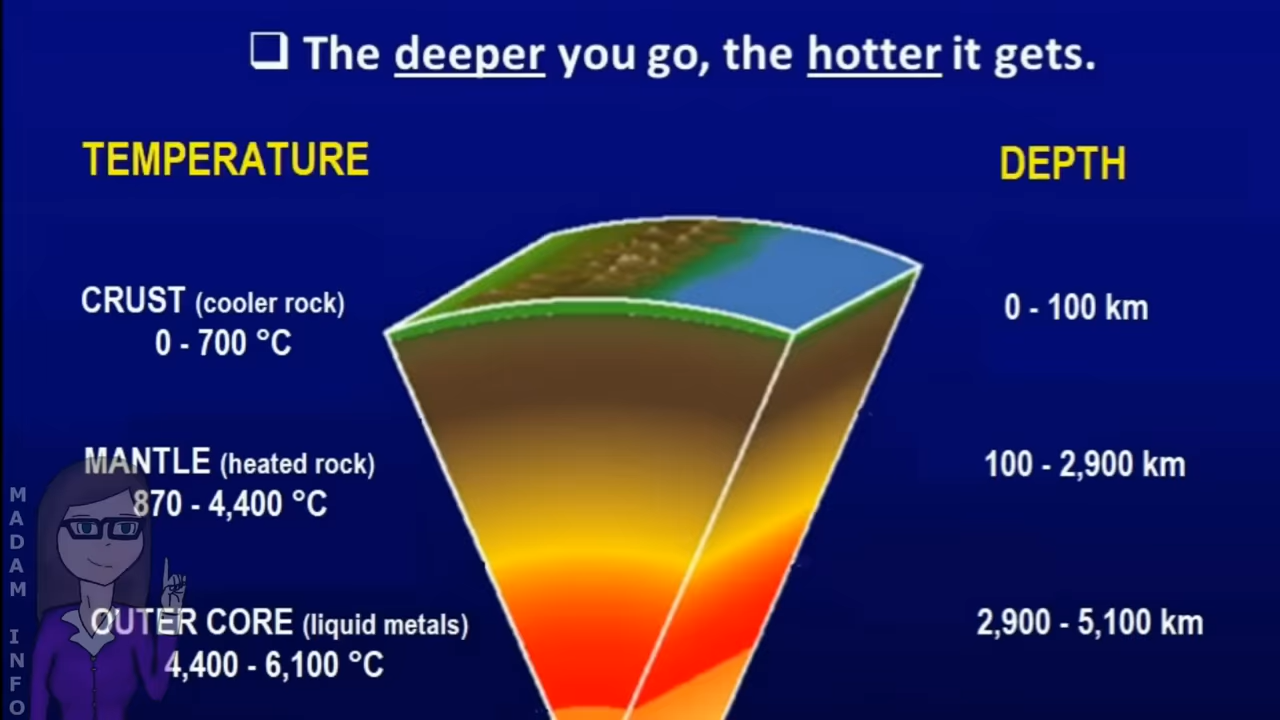 ❑ The deeper you go, the hotter it gets.
TEMPERATURE
DEPTH
CRUST (cooler rock)
0 - 700 °C
0 - 100 km
MANTLE (heated rock)
870 - 4,400 °C
100 - 2,900 km
OUTER CORE (liquid metals)
4,400 - 6,100 °C
2,900 - 5,100 km
MADAM INFO